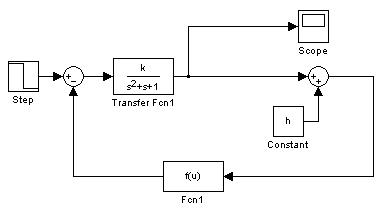 Scope
k
s²+s+1
Step
Transfer Fcn1
h
Constant
f(u)
Fcn1